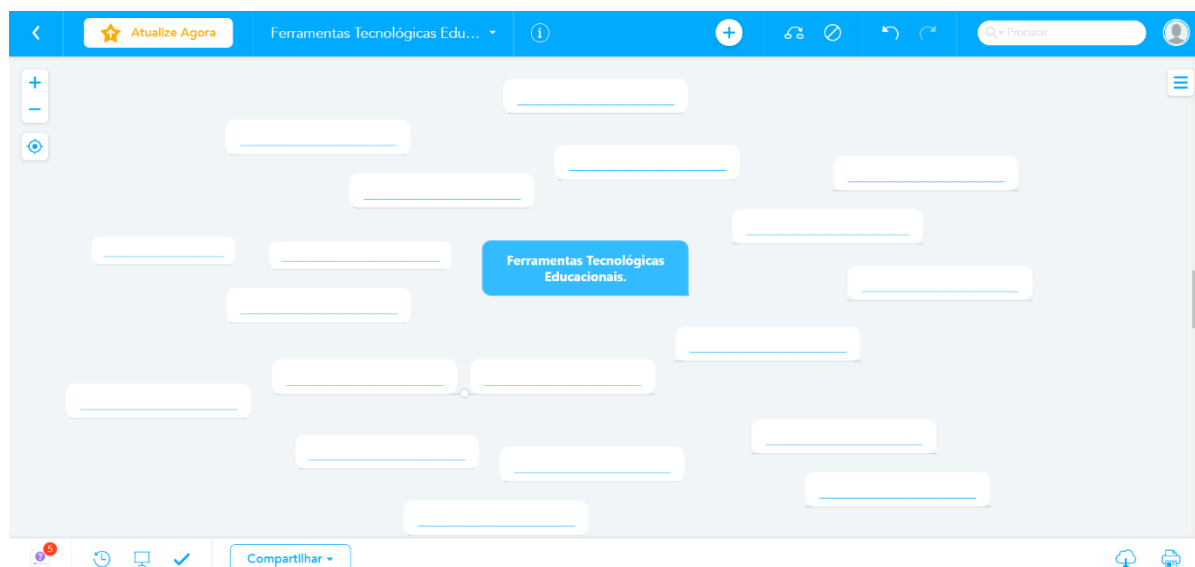 Atualize Agora
Ferramentas Tecnológicas Edu...
Procurar
Ferramentas Tecnológicas
Educacionais.
5
Compartilhar